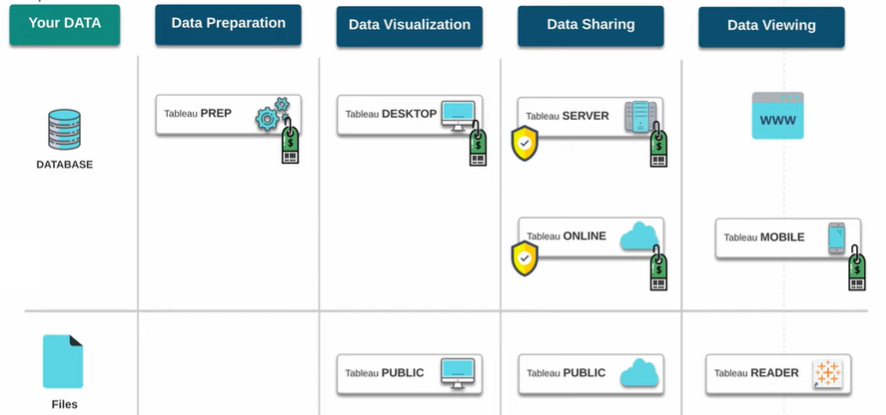 Your DATA
Data Preparation
Data Visualization
Data Sharing
Data Viewing
Tableau PREP
$
Tableau DESKTOP
$
Tableau SERVER
$
www
DATABASE
Tableau ONLINE
$
Tableau MOBILE
$
Tableau PUBLIC
Tableau PUBLIC
Tableau READER
Files